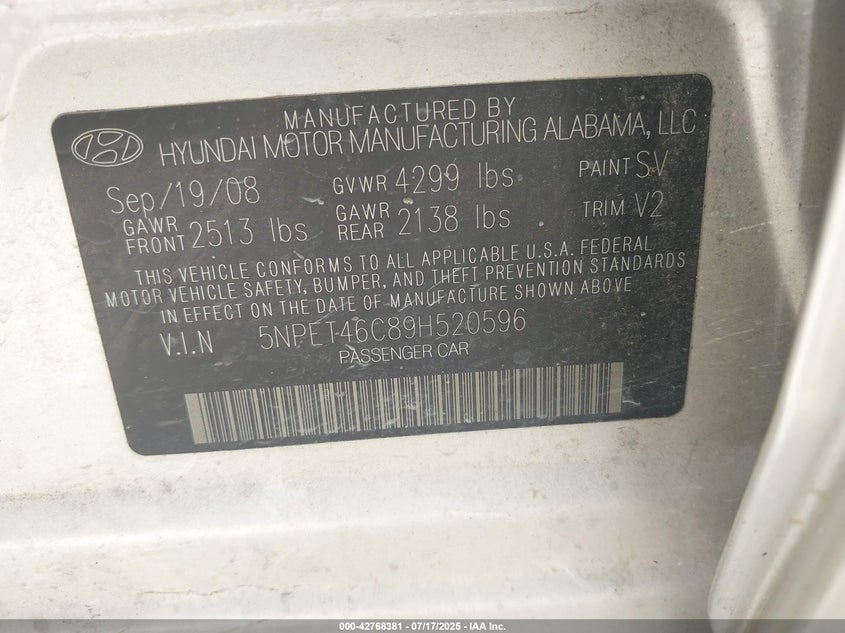 MANUFACTURED BY
HYUNDAI MOTOR MANUFACTURING ALABAMA, LLC
Sep/19/08 GVWR 4299 lbs PAINT SV
GAWR FRONT 2513 lbs GAWR REAR 2138 lbs TRIM V2
THIS VEHICLE CONFORMS TO ALL APPLICABLE U.S.A. FEDERAL
MOTOR VEHICLE SAFETY, BUMPER, AND THEFT PREVENTION STANDARDS
IN EFFECT ON THE DATE OF MANUFACTURE SHOWN ABOVE
V.I.N 5NPET46C89H520596
PASSENGER CAR
000-42768381 - 07/17/2025 - IAA Inc.